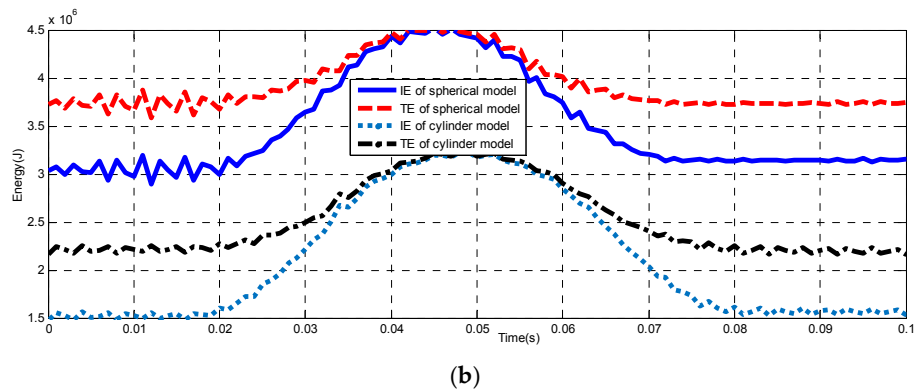 x 10⁶
4.5
4
3.5
3
2.5
2
1.5
Energy(J)
IE of spherical model
TE of spherical model
IE of cylinder model
TE of cylinder model
0 0.01 0.02 0.03 0.04 0.05 0.06 0.07 0.08 0.09 0.1
Time(s)
(b)